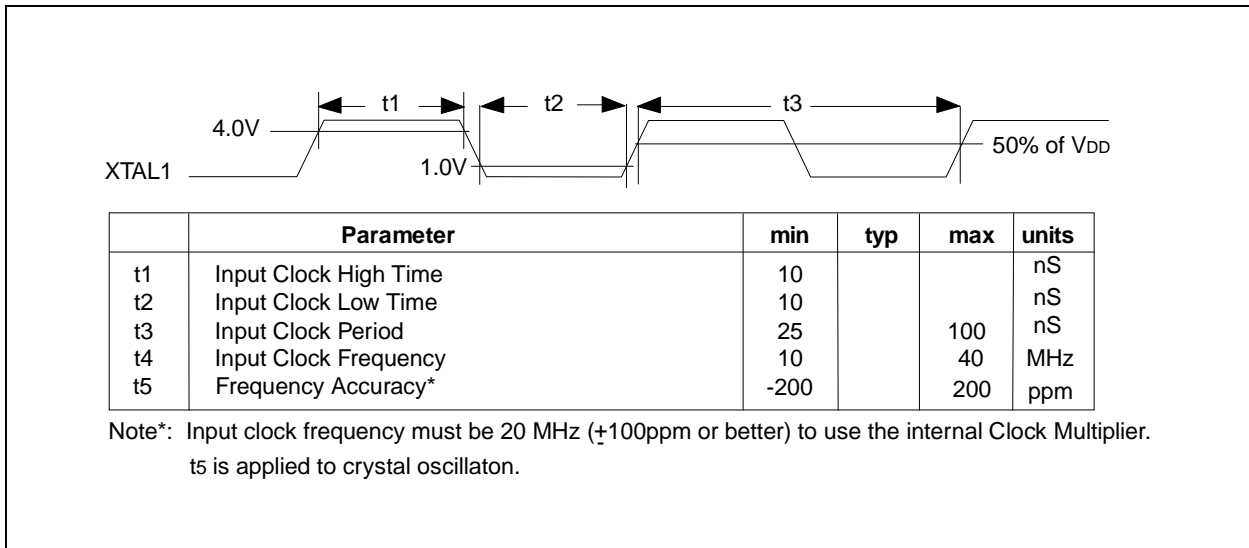 t1 t2 t3
4.0V
50% of VDD
XTAL1 1.0V
Parameter min typ max units
t1 Input Clock High Time 10 nS
t2 Input Clock Low Time 10 nS
t3 Input Clock Period 25 100 nS
t4 Input Clock Frequency 10 40 MHz
t5 Frequency Accuracy* -200 200 ppm
Note*: Input clock frequency must be 20 MHz (±100ppm or better) to use the internal Clock Multiplier.
t5 is applied to crystal oscillaton.